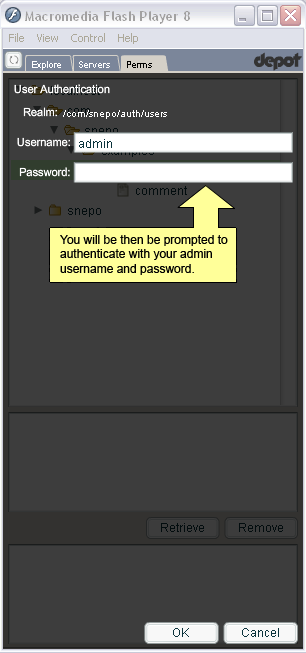 Macromedia Flash Player 8
File View Control Help
Explore Servers Perms depot
User Authentication
Realm: /com/snepo/auth/users
Username: admin
Password:
examples
comment
snepo
You will be then be prompted to
authenticate with your admin
username and password.
Retrieve Remove
OK Cancel